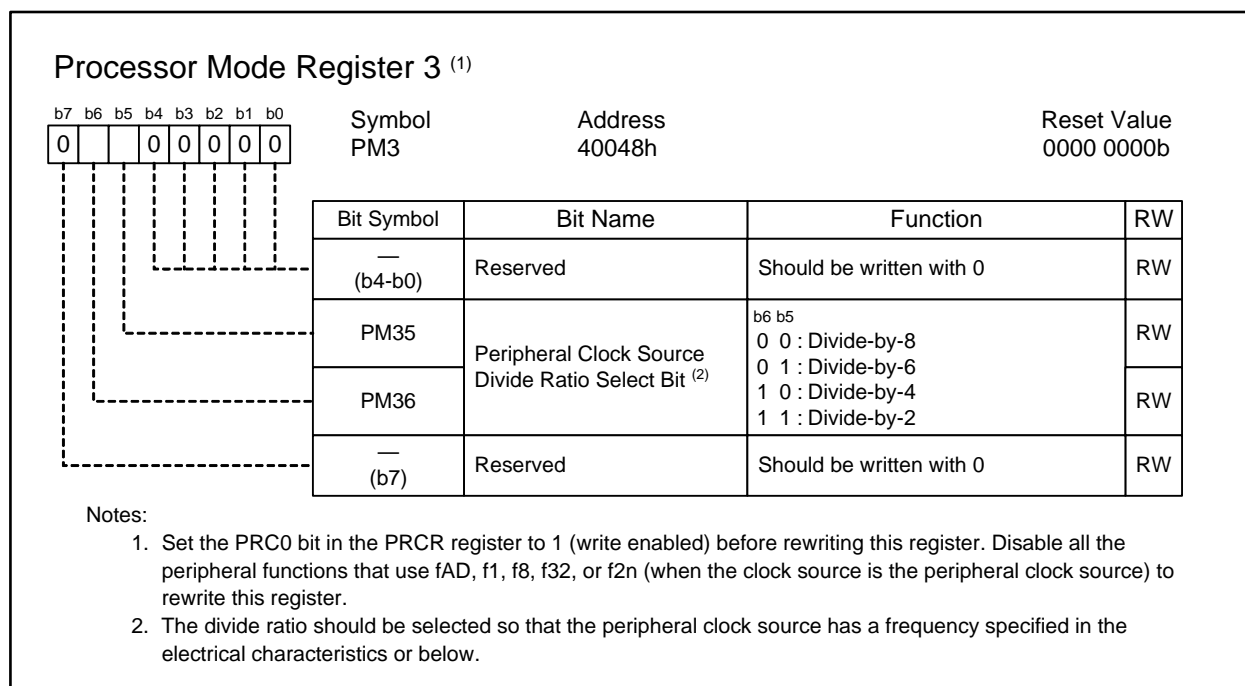 Processor Mode Register 3 (1)
b7 b6 b5 b4 b3 b2 b1 b0
0 0 0 0 0 0
Symbol Address Reset Value
PM3 40048h 0000 0000b
Bit Symbol Bit Name Function RW
— (b4-b0) Reserved Should be written with 0 RW
PM35 RW
PM36 RW
Peripheral Clock Source
Divide Ratio Select Bit (2)
b6 b5
0 0 : Divide-by-8
0 1 : Divide-by-6
1 0 : Divide-by-4
1 1 : Divide-by-2
— (b7) Reserved Should be written with 0 RW
Notes:
1. Set the PRC0 bit in the PRCR register to 1 (write enabled) before rewriting this register. Disable all the
peripheral functions that use fAD, f1, f8, f32, or f2n (when the clock source is the peripheral clock source) to
rewrite this register.
2. The divide ratio should be selected so that the peripheral clock source has a frequency specified in the
electrical characteristics or below.